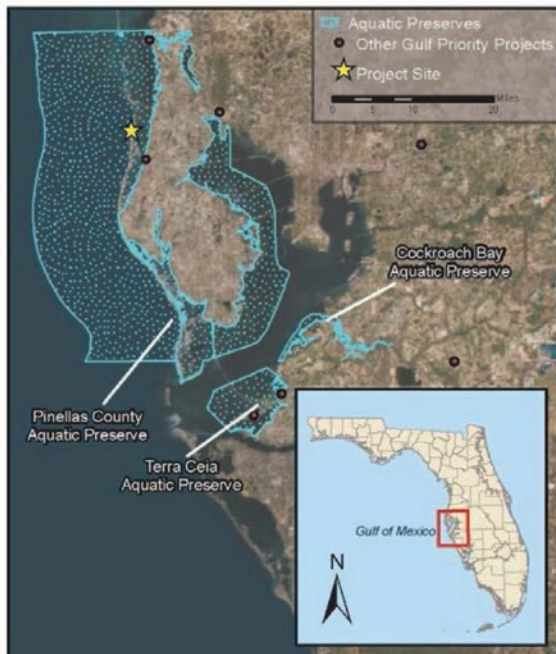 Aquatic Preserves
Other Gulf Priority Projects
Project Site
Miles
0 5 10 20
Cockroach Bay
Aquatic Preserve
Pinellas County
Aquatic Preserve
Terra Ceia
Aquatic Preserve
Gulf of Mexico
N